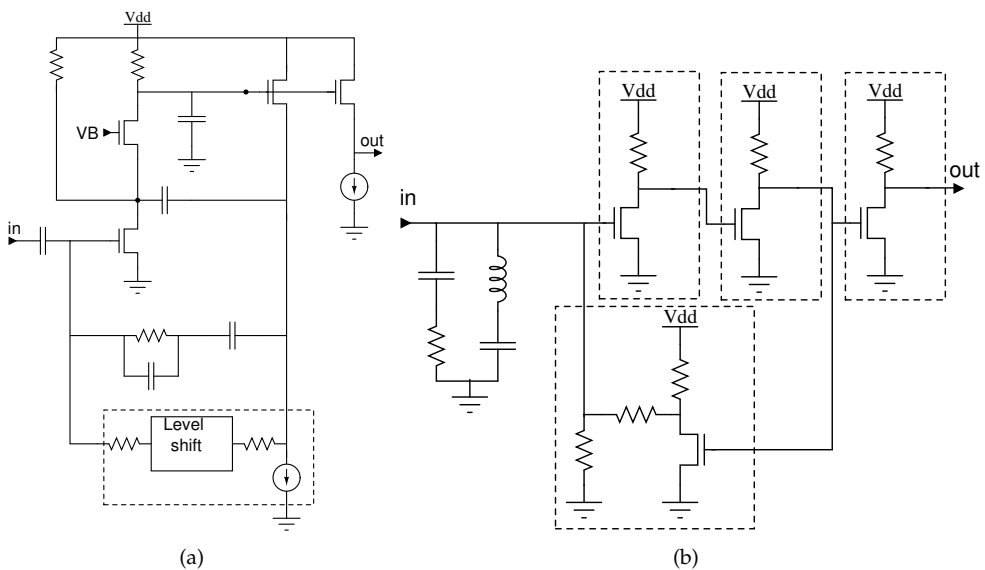 Vdd
VB
out
in
Level
shift
(a)
Vdd
Vdd
Vdd
in
out
Vdd
(b)